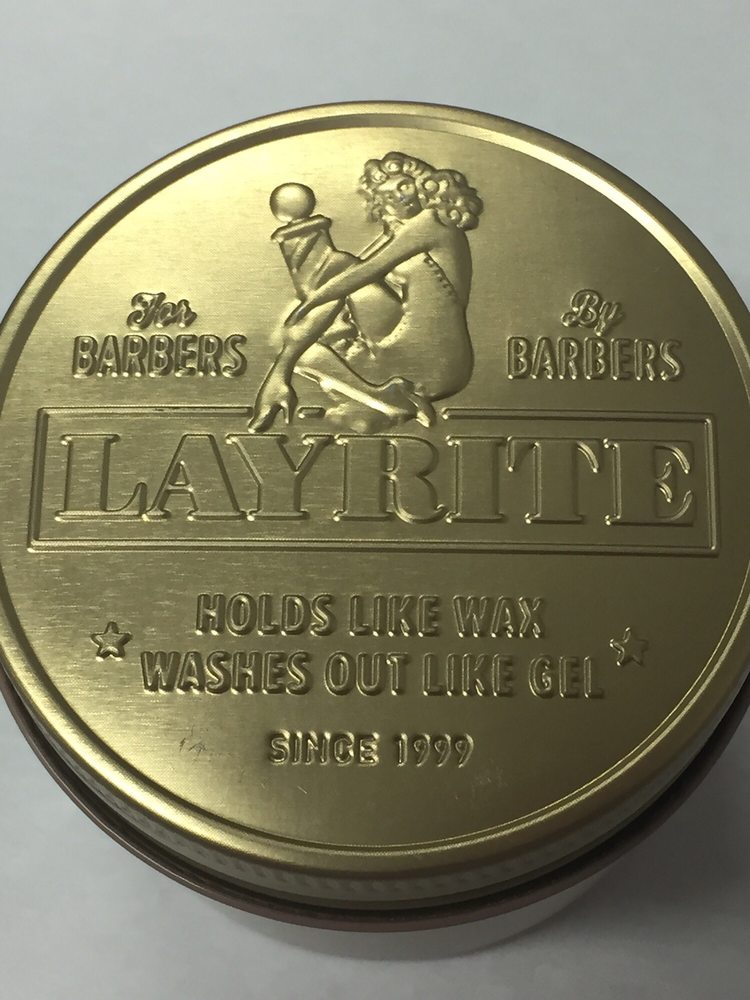 For
BARBERS
By
BARBERS
LAYRITE
HOLDS LIKE WAX
WASHES OUT LIKE GEL
SINCE 1999